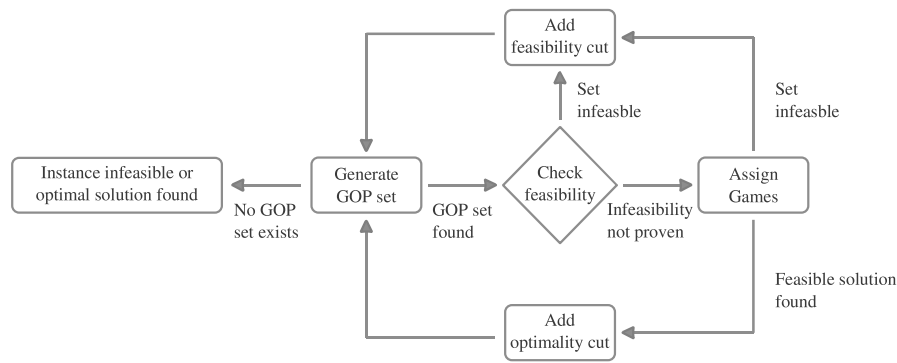 Add
feasibility cut
Set
infeasble
Set
infeasible
Instance infeasible or
optimal solution found
Generate
GOP set
Check
feasibility
Assign
Games
No GOP
set exists
GOP set
found
Infeasibility
not proven
Feasible solution
found
Add
optimality cut